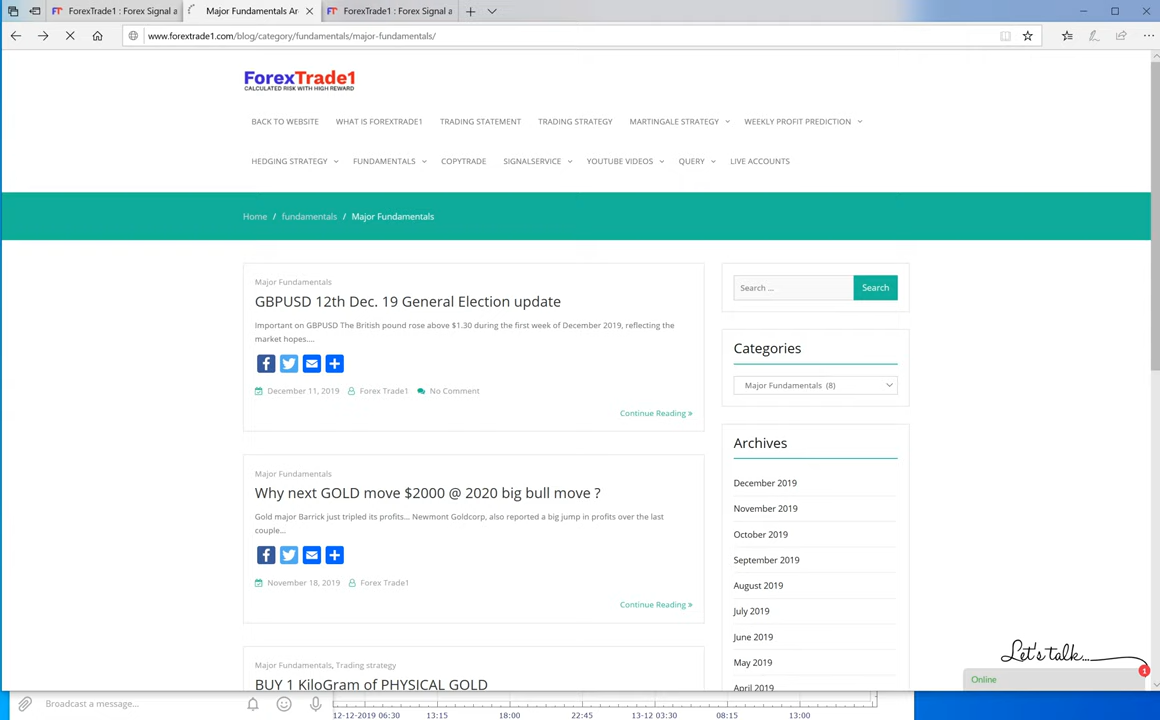 ForexTrade1 : Forex Signal a
Major Fundamentals Ar
ForexTrade1 : Forex Signal a
www.forextrade1.com/blog/category/fundamentals/major-fundamentals/
ForexTrade1
CALCULATED RISK WITH HIGH REWARD
BACK TO WEBSITE WHAT IS FOREXTRADE1 TRADING STATEMENT TRADING STRATEGY MARTINGALE STRATEGY WEEKLY PROFIT PREDICTION
HEDGING STRATEGY FUNDAMENTALS COPYTRADE SIGNALSERVICE YOUTUBE VIDEOS QUERY LIVE ACCOUNTS
Home / fundamentals / Major Fundamentals
Major Fundamentals
GBPUSD 12th Dec. 19 General Election update
Important on GBPUSD The British pound rose above $1.30 during the first week of December 2019, reflecting the
market hopes....
December 11, 2019 Forex Trade1 No Comment
Continue Reading »
Major Fundamentals
Why next GOLD move $2000 @ 2020 big bull move ?
Gold major Barrick just tripled its profits... Newmont Goldcorp, also reported a big jump in profits over the last
couple...
November 18, 2019 Forex Trade1
Continue Reading »
Major Fundamentals, Trading strategy
BUY 1 KiloGram of PHYSICAL GOLD
Search ... Search
Categories
Major Fundamentals (8)
Archives
December 2019
November 2019
October 2019
September 2019
August 2019
July 2019
June 2019
May 2019
April 2019
Let's talk...
1
Online
Broadcast a message...
12-12-2019 06:30 13:15 18:00 22:45 13-12 03:30 08:15 13:00